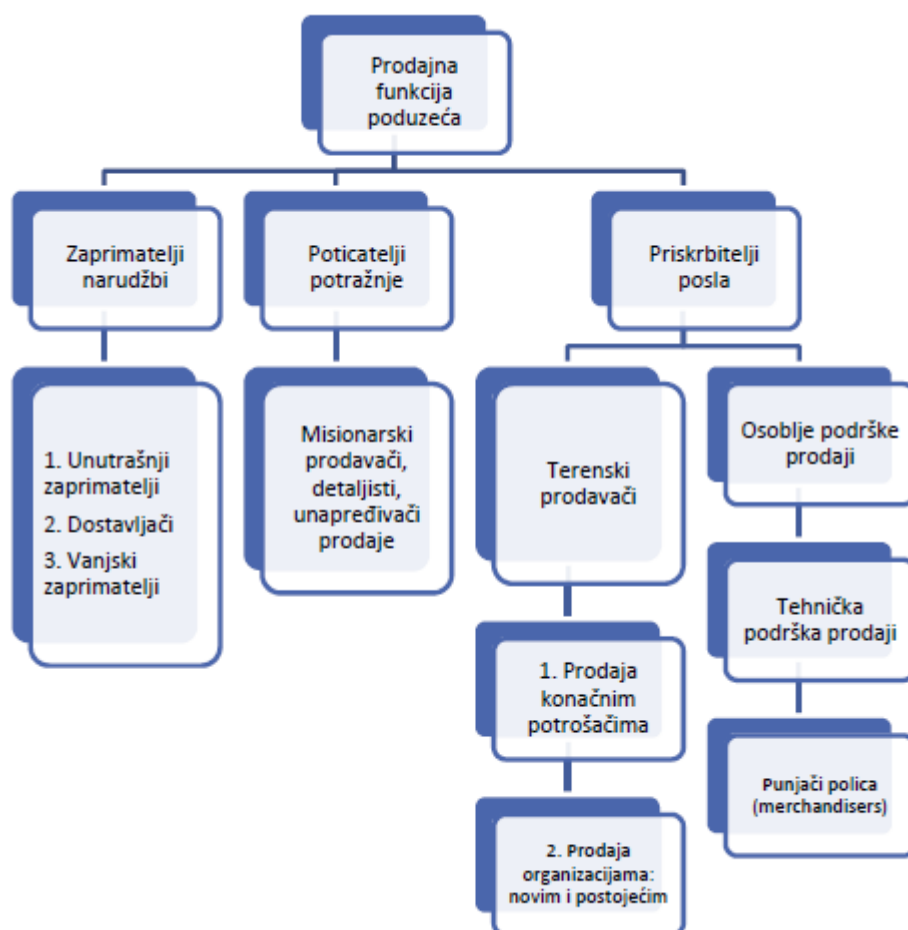 Prodajna
funkcija
poduzeća
Zaprimatelji
narudžbi
Poticatelji
potražnje
Priskrbitelji
posla
1. Unutrašnji
zaprimatelji
2. Dostavljači
3. Vanjski
zaprimatelji
Misionarski
prodavači,
detaljisti,
unapređivači
prodaje
Terenski
prodavači
Osoblje podrške
prodaji
1. Prodaja
konačnim
potrošačima
Tehnička
podrška prodaji
2. Prodaja
organizacijama:
novim i postojećim
Punjači polica
(merchandisers)